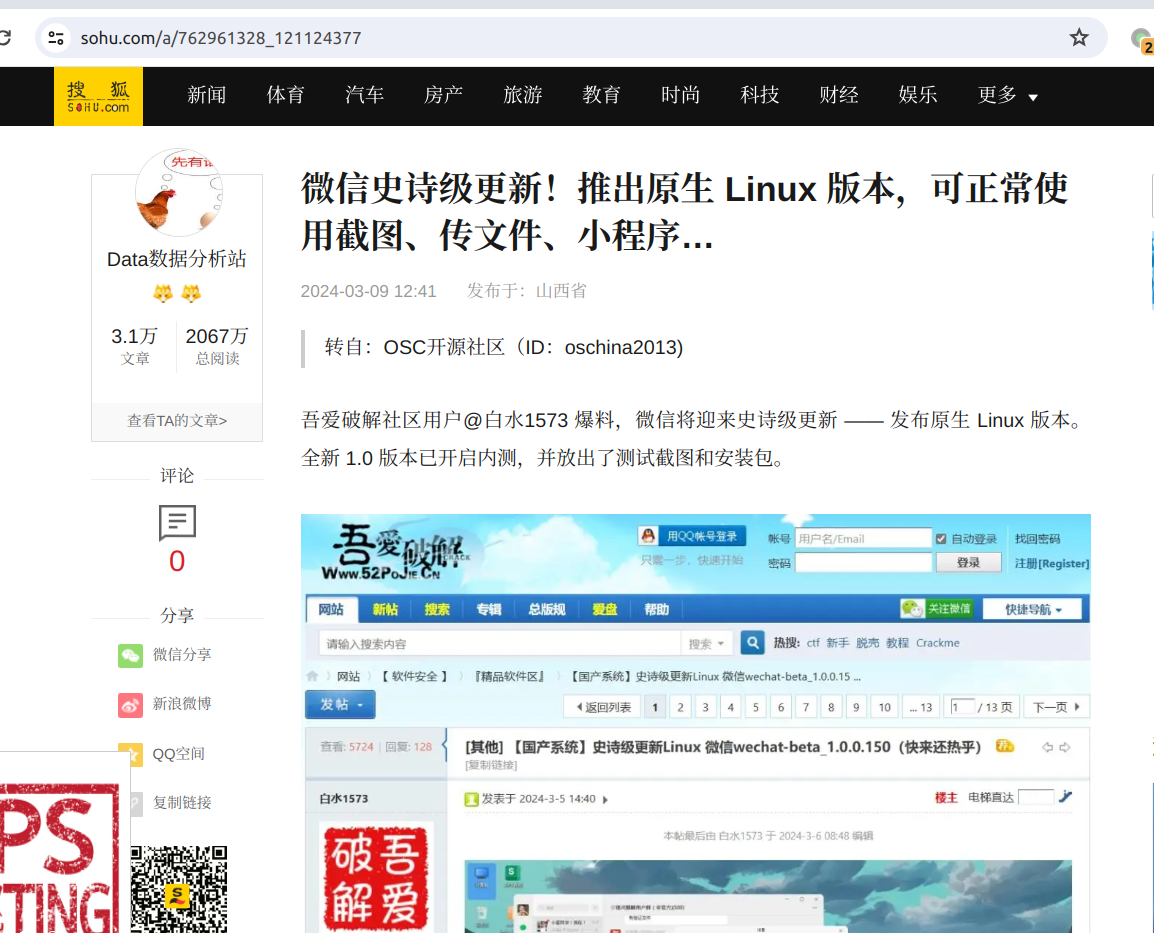 sohu.com/a/762961328_121124377
2
搜狐
SOHU.com
新闻 体育 汽车 房产 旅游 教育 时尚 科技 财经 娱乐 更多
先有
Data数据分析站
3.1万 2067万
文章 总阅读
查看TA的文章>
评论
0
分享
微信分享
新浪微博
QQ空间
复制链接
PS
TING
S
微信史诗级更新！推出原生 Linux 版本，可正常使
用截图、传文件、小程序...
2024-03-09 12:41 发布于：山西省
转自：OSC开源社区（ID：oschina2013)
吾爱破解社区用户@白水1573 爆料，微信将迎来史诗级更新 —— 发布原生 Linux 版本。
全新 1.0 版本已开启内测，并放出了测试截图和安装包。
吾爱破解
CRACK
Www.52PoJie.Cn
用QQ帐号登录
只需一步，快速开始
帐号 用户名/Email 自动登录 找回密码
密码 登录 注册[Register]
网站 新帖 搜索 专辑 总版规 爱盘 帮助 关注微信 快捷导航
请输入搜索内容 搜索 热搜: ctf 新手 脱壳 教程 Crackme
网站 〉 【 软件安全 】 〉 『精品软件区』 〉 【国产系统】史诗级更新Linux 微信wechat-beta_1.0.0.15 ...
发帖 返回列表 1 2 3 4 5 6 7 8 9 10 ... 13 1 / 13 页 下一页
查看: 5724 | 回复: 128 [其他] 【国产系统】史诗级更新Linux 微信wechat-beta_1.0.0.150（快来还热乎）
[复制链接]
白水1573 发表于 2024-3-5 14:40 楼主 电梯直达
本帖最后由 白水1573 于 2024-3-6 08:48 编辑
吾爱
破解